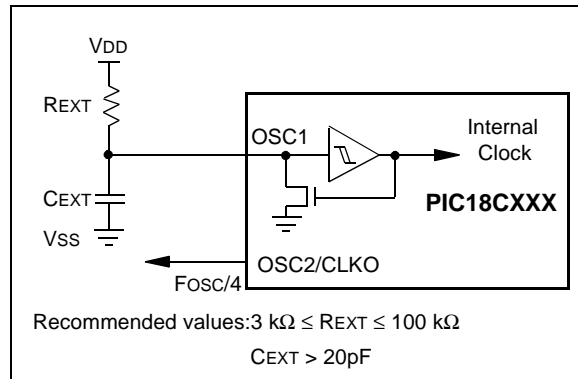 VDD
REXT
OSC1
Internal
Clock
PIC18CXXX
CEXT
VSS
OSC2/CLKO
FOSC/4
Recommended values:3 kΩ ≤ REXT ≤ 100 kΩ
CEXT > 20pF